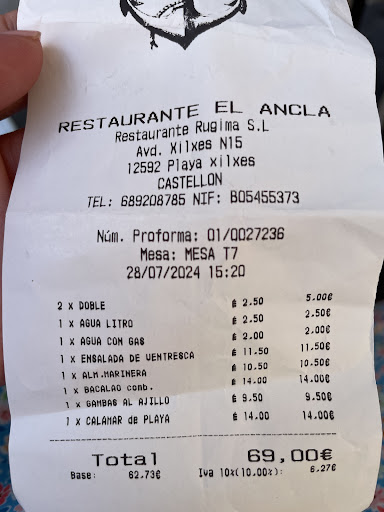 RESTAURANTE EL ANCLA
Restaurante Rugima S.L
Avd. Xilxes N15
12592 Playa xilxes
CASTELLON
TEL: 689208785 NIF: B05455373
Núm. Proforma: 01/0027236
Mesa: MESA T7
28/07/2024 15:20
2 x DOBLE € 2.50 5.00€
1 x AGUA LITRO € 2.50 2.50€
1 x AGUA CON GAS € 2.00 2.00€
1 x ENSALADA DE VENTRESCA € 11.50 11.50€
1 x ALM.MARINERA € 10.50 10.50€
1 x BACALAO comb. € 14.00 14.00€
1 x GAMBAS AL AJILLO € 9.50 9.50€
1 x CALAMAR de PLAYA € 14.00 14.00€
Total 69,00€
Base: 62.73€ Iva 10%(10.00%): 6.27€